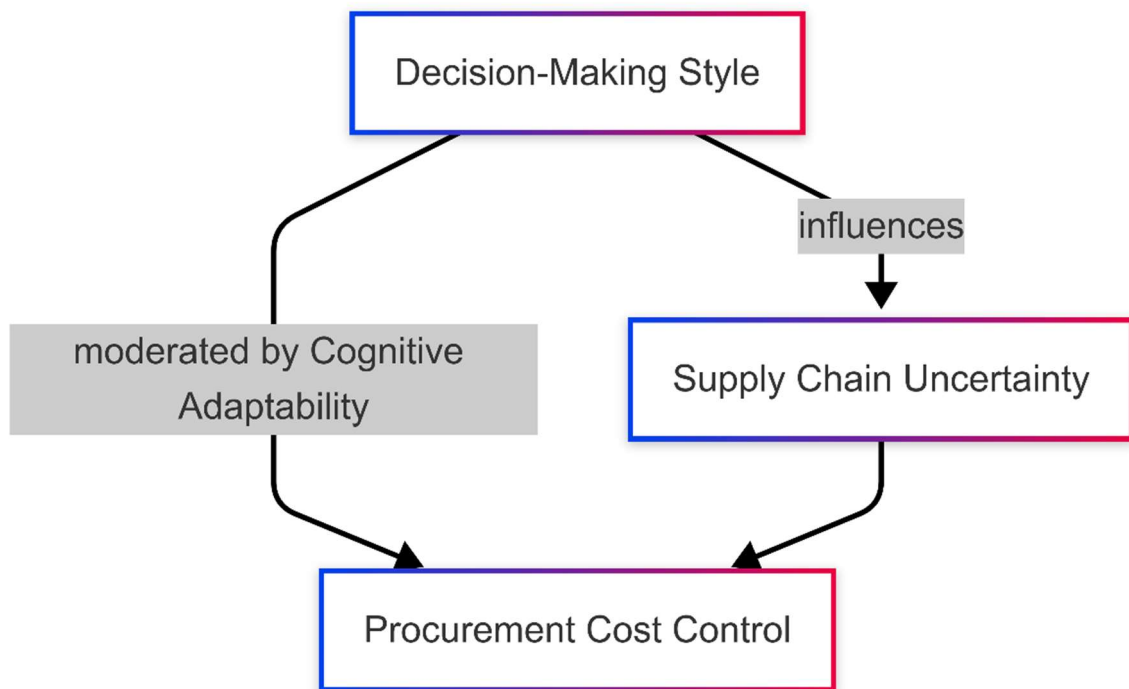 Decision-Making Style
influences
moderated by Cognitive
Adaptability
Supply Chain Uncertainty
Procurement Cost Control